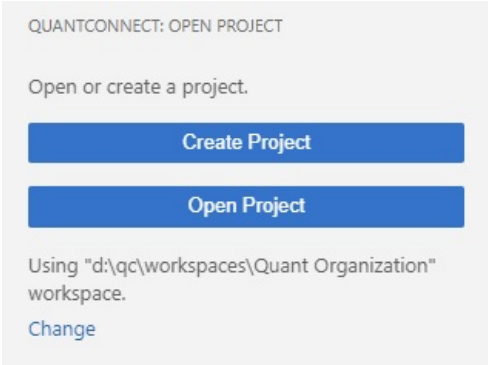 QUANTCONNECT: OPEN PROJECT
Open or create a project.
Create Project
Open Project
Using "d:\qc\workspaces\Quant Organization"
workspace.
Change